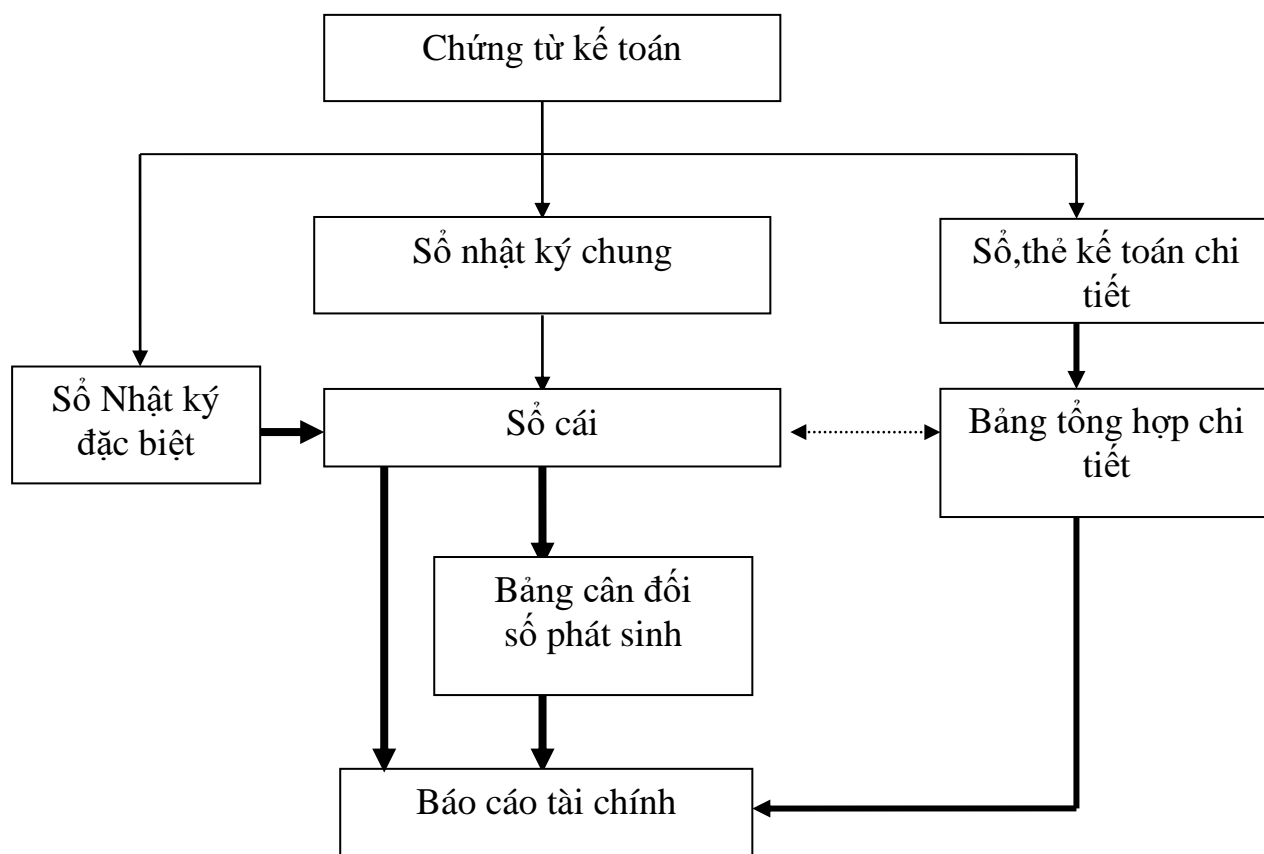 Chứng từ kế toán
Sổ nhật ký chung
Sổ,thẻ kế toán chi
tiết
Sổ Nhật ký
đặc biệt
Sổ cái
Bảng tổng hợp chi
tiết
Bảng cân đối
số phát sinh
Báo cáo tài chính